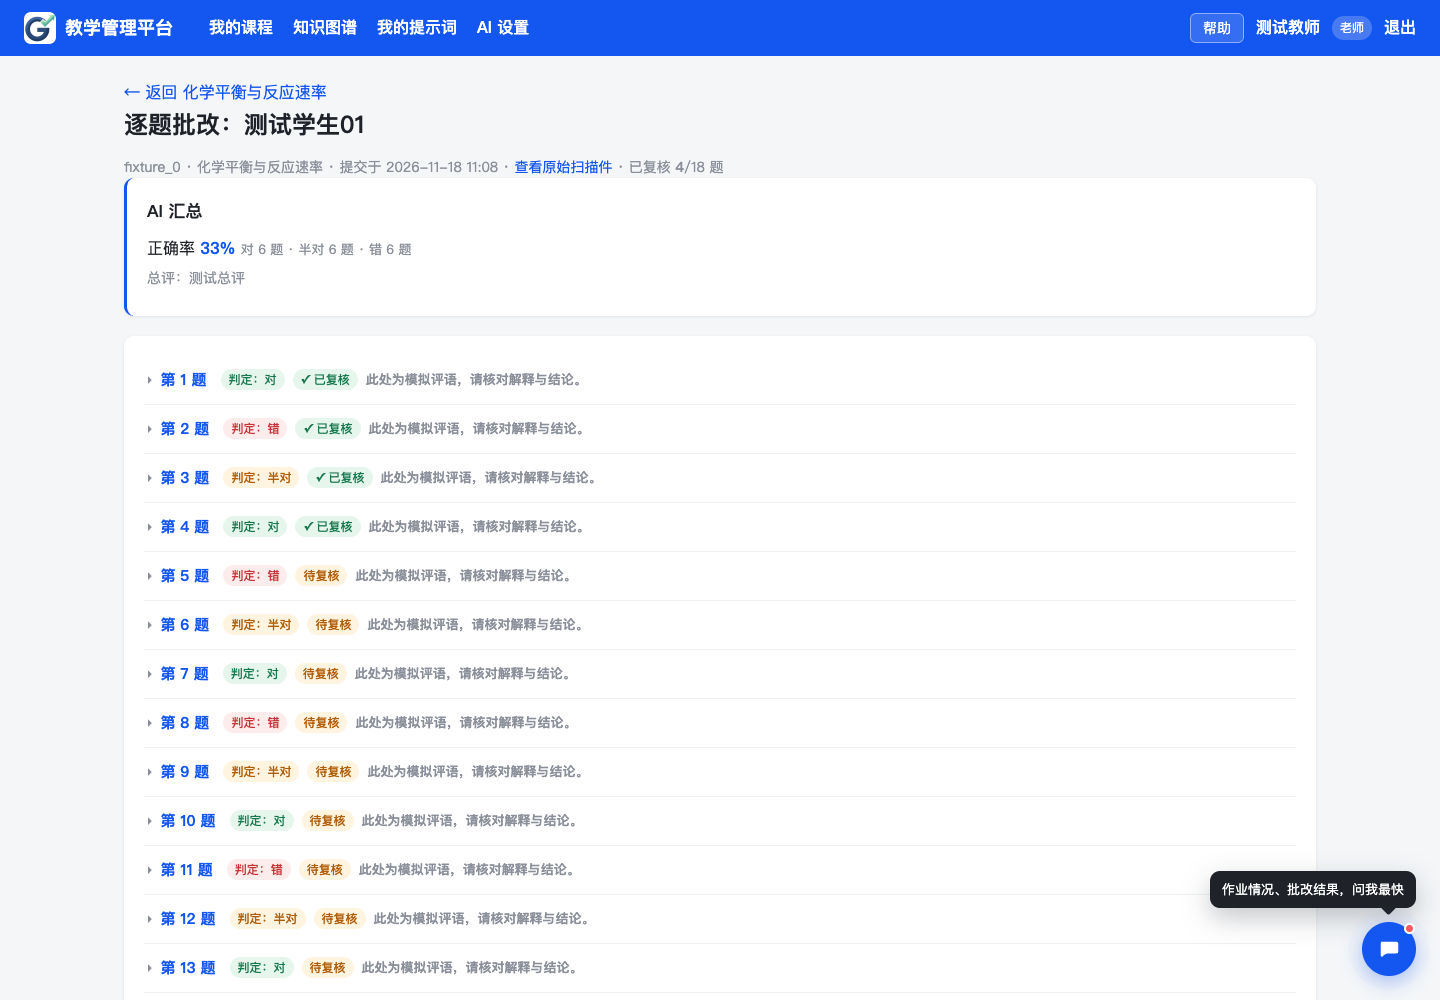 教学管理平台 我的课程 知识图谱 我的提示词 AI 设置 帮助 测试教师 老师 退出
← 返回 化学平衡与反应速率
逐题批改：测试学生01
fixture_0 · 化学平衡与反应速率 · 提交于 2026-11-18 11:08 · 查看原始扫描件 · 已复核 4/18 题
AI 汇总
正确率 33% 对 6 题 · 半对 6 题 · 错 6 题
总评：测试总评
第 1 题 判定：对 ✓ 已复核 此处为模拟评语，请核对解释与结论。
第 2 题 判定：错 ✓ 已复核 此处为模拟评语，请核对解释与结论。
第 3 题 判定：半对 ✓ 已复核 此处为模拟评语，请核对解释与结论。
第 4 题 判定：对 ✓ 已复核 此处为模拟评语，请核对解释与结论。
第 5 题 判定：错 待复核 此处为模拟评语，请核对解释与结论。
第 6 题 判定：半对 待复核 此处为模拟评语，请核对解释与结论。
第 7 题 判定：对 待复核 此处为模拟评语，请核对解释与结论。
第 8 题 判定：错 待复核 此处为模拟评语，请核对解释与结论。
第 9 题 判定：半对 待复核 此处为模拟评语，请核对解释与结论。
第 10 题 判定：对 待复核 此处为模拟评语，请核对解释与结论。
第 11 题 判定：错 待复核 此处为模拟评语，请核对解释与结论。
第 12 题 判定：半对 待复核 此处为模拟评语，请核对解释与结论。
第 13 题 判定：对 待复核 此处为模拟评语，请核对解释与结论。
作业情况、批改结果，问我最快